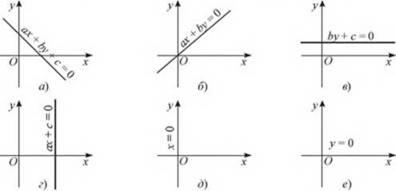 y
ax + by + c = 0
O
x
а)
y
ax + by = 0
O
x
б)
y
by + c = 0
O
x
в)
y
ax + c = 0
O
x
г)
y
x = 0
O
x
д)
y
y = 0
O
x
е)